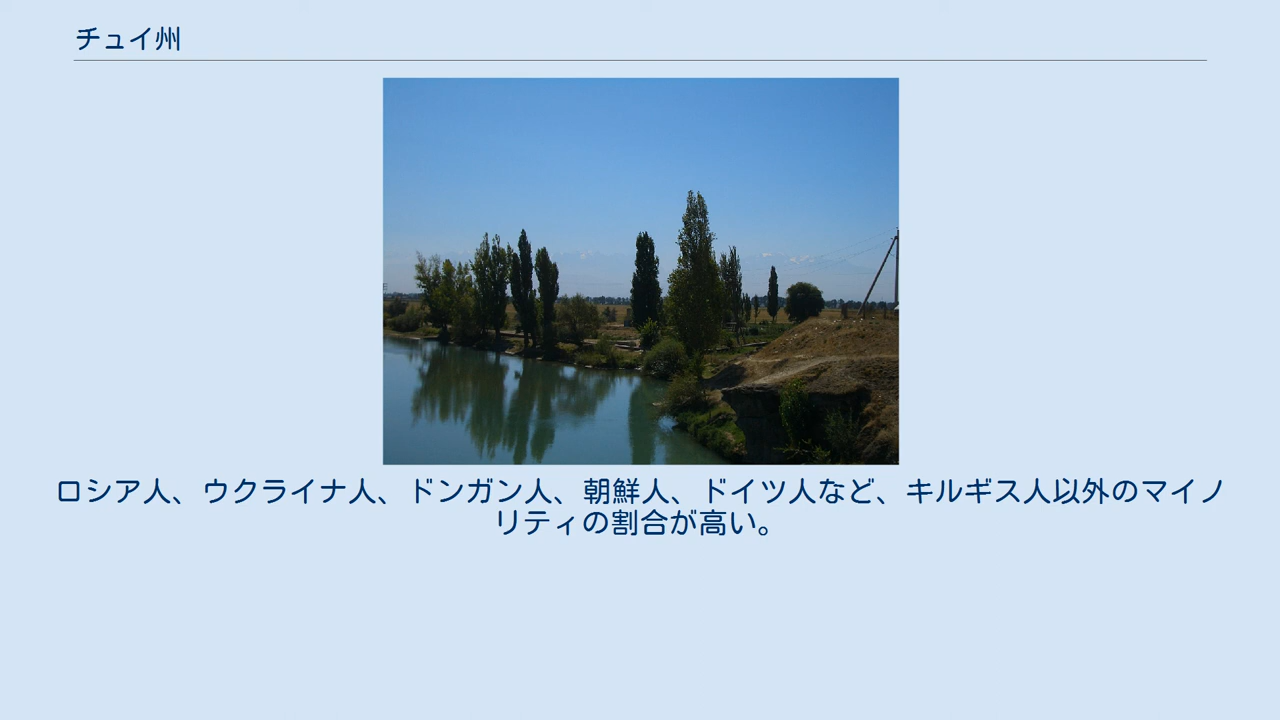 チュイ州
ロシア人、ウクライナ人、ドンガン人、朝鮮人、ドイツ人など、キルギス人以外のマイノ
リティの割合が高い。